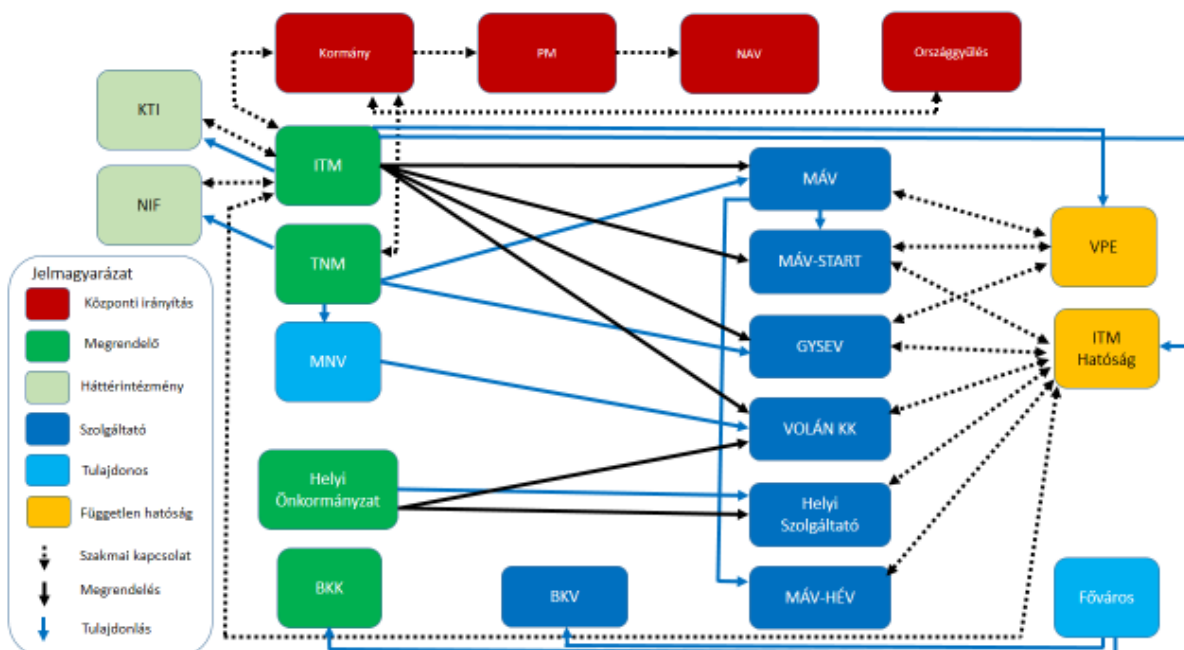 Kormány
PM
NAV
Országgyűlés
KTI
ITM
MÁV
NIF
VPE
TNM
MÁV-START
Jelmagyarázat
Központi irányítás
Megrendelő
Háttérintézmény
Szolgáltató
Tulajdonos
Független hatóság
Szakmai kapcsolat
Megrendelés
Tulajdonlás
MNV
GYSEV
ITM
Hatóság
VOLÁN KK
Helyi
Önkormányzat
Helyi
Szolgáltató
BKK
BKV
MÁV-HÉV
Főváros